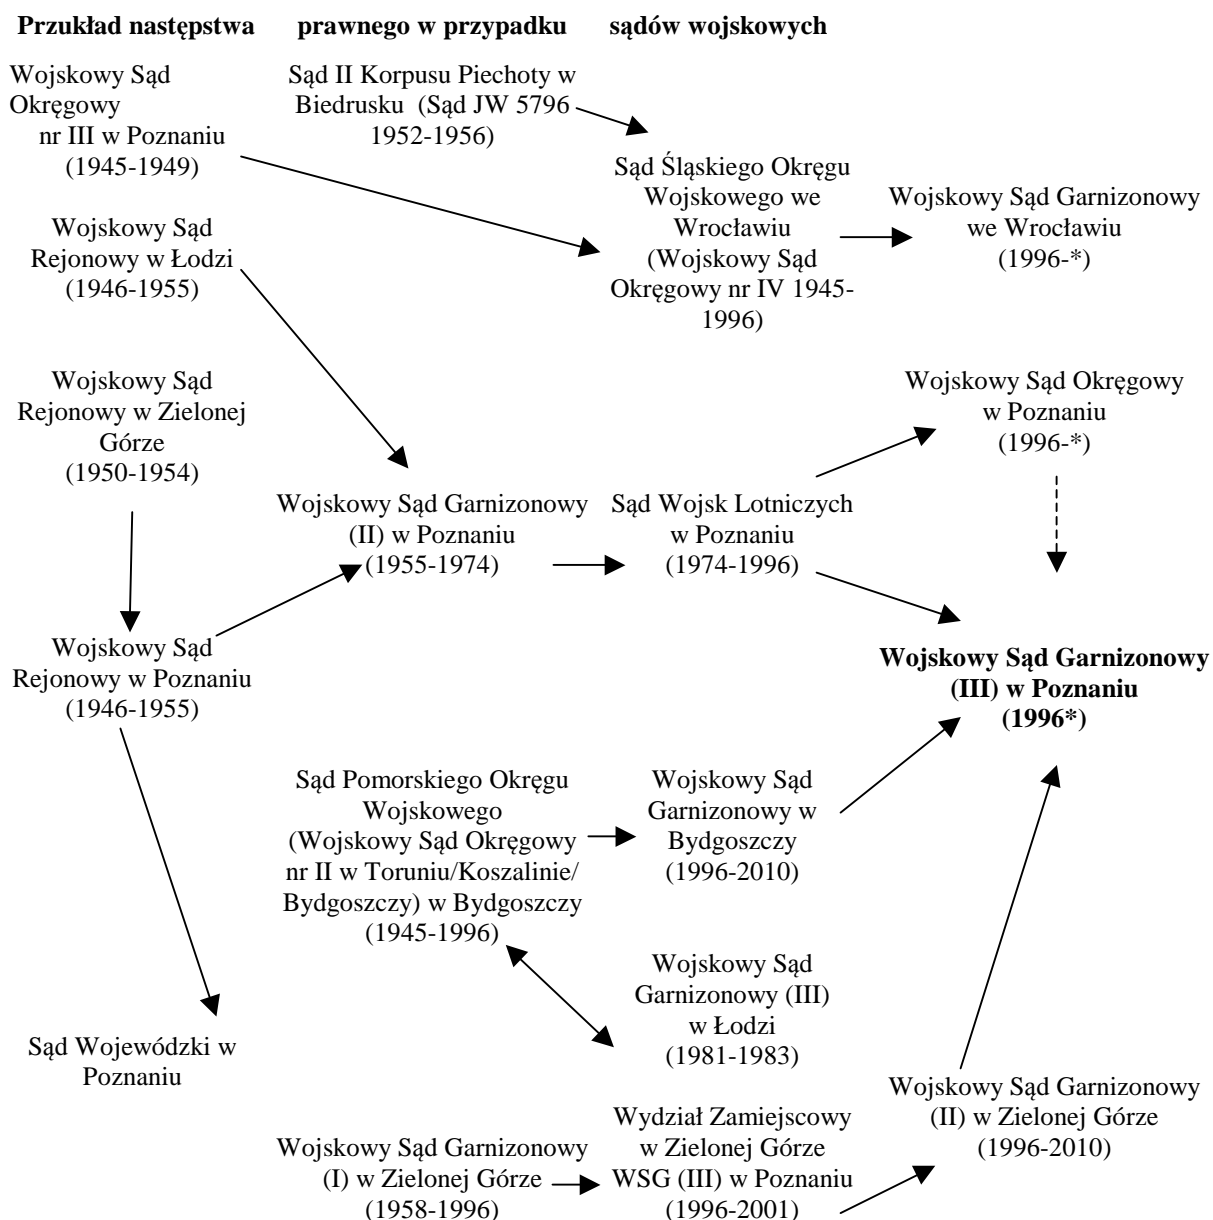 Przukład następstwa prawnego w przypadku sądów wojskowych
Wojskowy Sąd
Okręgowy
nr III w Poznaniu
(1945-1949)
Sąd II Korpusu Piechoty w
Biedrusku (Sąd JW 5796
1952-1956)
Sąd Śląskiego Okręgu
Wojskowego we
Wrocławiu
(Wojskowy Sąd
Okręgowy nr IV 1945-
1996)
Wojskowy Sąd Garnizonowy
we Wrocławiu
(1996-*)
Wojskowy Sąd
Rejonowy w Łodzi
(1946-1955)
Wojskowy Sąd
Rejonowy w Zielonej
Górze
(1950-1954)
Wojskowy Sąd Okręgowy
w Poznaniu
(1996-*)
Wojskowy Sąd Garnizonowy
(II) w Poznaniu
(1955-1974)
Sąd Wojsk Lotniczych
w Poznaniu
(1974-1996)
Wojskowy Sąd
Rejonowy w Poznaniu
(1946-1955)
Wojskowy Sąd Garnizonowy
(III) w Poznaniu
(1996*)
Sąd Pomorskiego Okręgu
Wojskowego
(Wojskowy Sąd Okręgowy
nr II w Toruniu/Koszalinie/
Bydgoszczy) w Bydgoszczy
(1945-1996)
Wojskowy Sąd
Garnizonowy w
Bydgoszczy
(1996-2010)
Wojskowy Sąd
Garnizonowy (III)
w Łodzi
(1981-1983)
Sąd Wojewódzki w
Poznaniu
Wojskowy Sąd Garnizonowy
(I) w Zielonej Górze
(1958-1996)
Wydział Zamiejscowy
w Zielonej Górze
WSG (III) w Poznaniu
(1996-2001)
Wojskowy Sąd Garnizonowy
(II) w Zielonej Górze
(1996-2010)